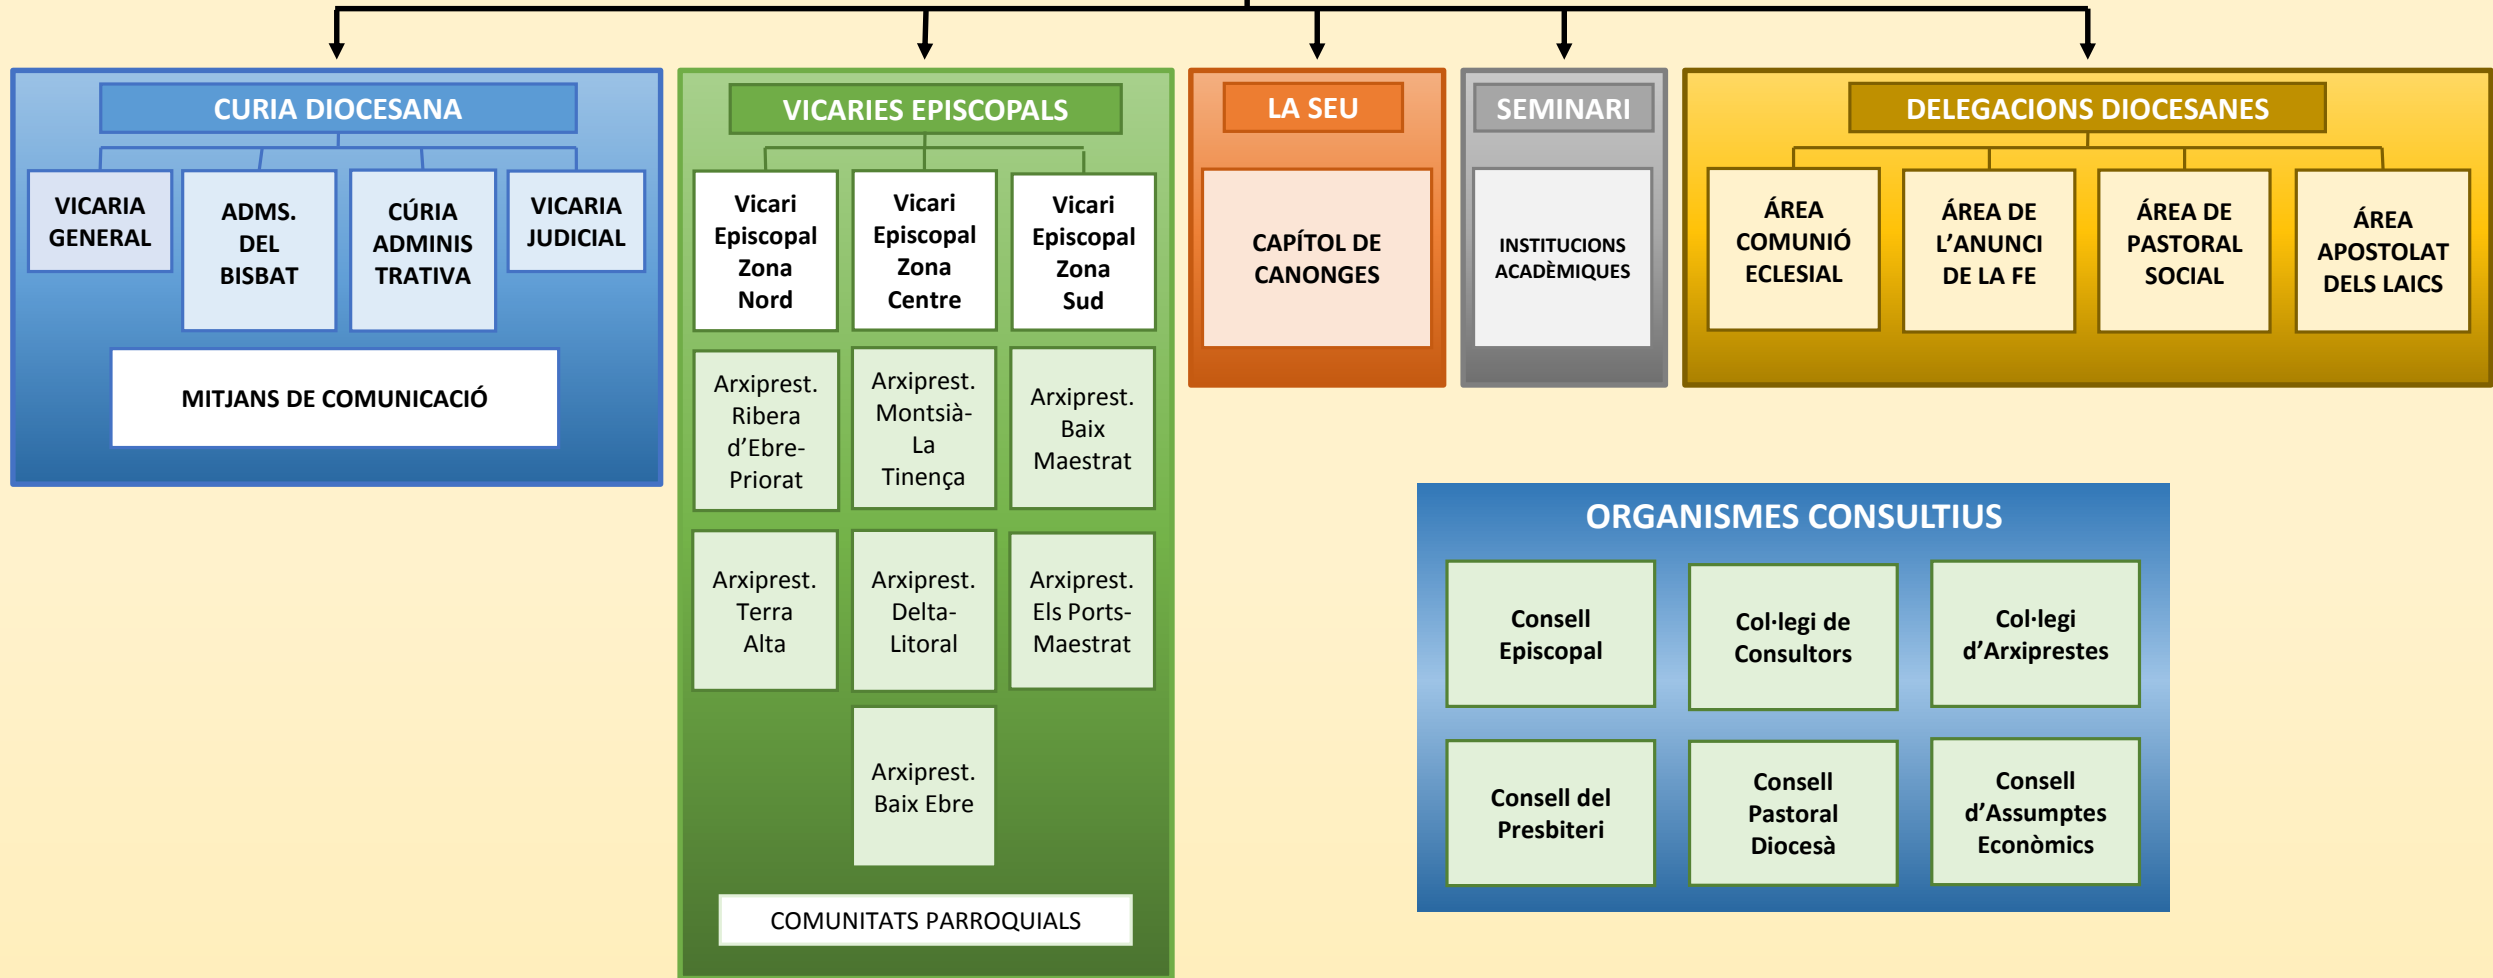 CURIA DIOCESANA
VICARIA
GENERAL
ADMS.
DEL
BISBAT
CÚRIA
ADMINIS
TRATIVA
VICARIA
JUDICIAL
MITJANS DE COMUNICACIÓ
VICARIES EPISCOPALS
Vicari
Episcopal
Zona
Nord
Vicari
Episcopal
Zona
Centre
Vicari
Episcopal
Zona
Sud
Arxiprest.
Ribera
d’Ebre-
Priorat
Arxiprest.
Montsià-
La
Tinença
Arxiprest.
Baix
Maestrat
Arxiprest.
Terra
Alta
Arxiprest.
Delta-
Litoral
Arxiprest.
Els Ports-
Maestrat
Arxiprest.
Baix Ebre
COMUNITATS PARROQUIALS
LA SEU
CAPÍTOL DE
CANONGES
SEMINARI
INSTITUCIONS
ACADÈMIQUES
DELEGACIONS DIOCESANES
ÁREA
COMUNIÓ
ECLESIAL
ÁREA DE
L’ANUNCI
DE LA FE
ÁREA DE
PASTORAL
SOCIAL
ÁREA
APOSTOLAT
DELS LAICS
ORGANISMES CONSULTIUS
Consell
Episcopal
Col·legi de
Consultors
Col·legi
d’Arxiprestes
Consell del
Presbiteri
Consell
Pastoral
Diocesà
Consell
d’Assumptes
Econòmics